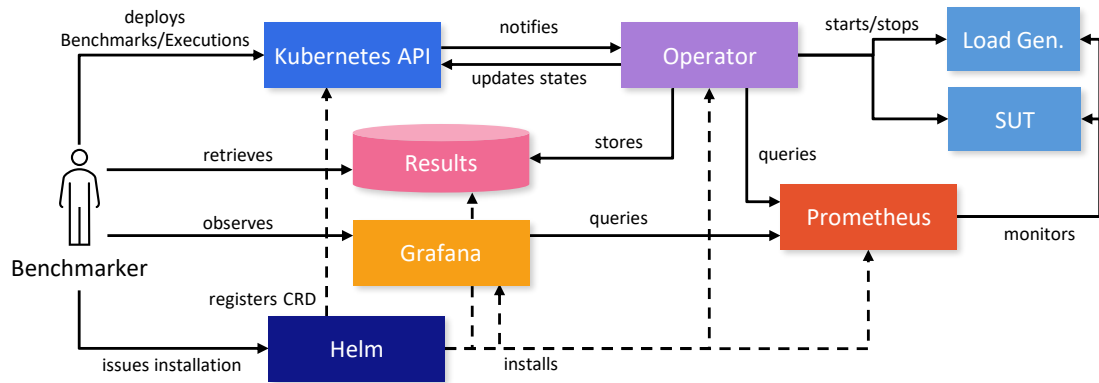 deploys
Benchmarks/Executions
Kubernetes API
notifies
updates states
Operator
starts/stops
Load Gen.
SUT
retrieves
Results
stores
queries
observes
Grafana
queries
Prometheus
monitors
Benchmarker
registers CRD
issues installation
Helm
installs